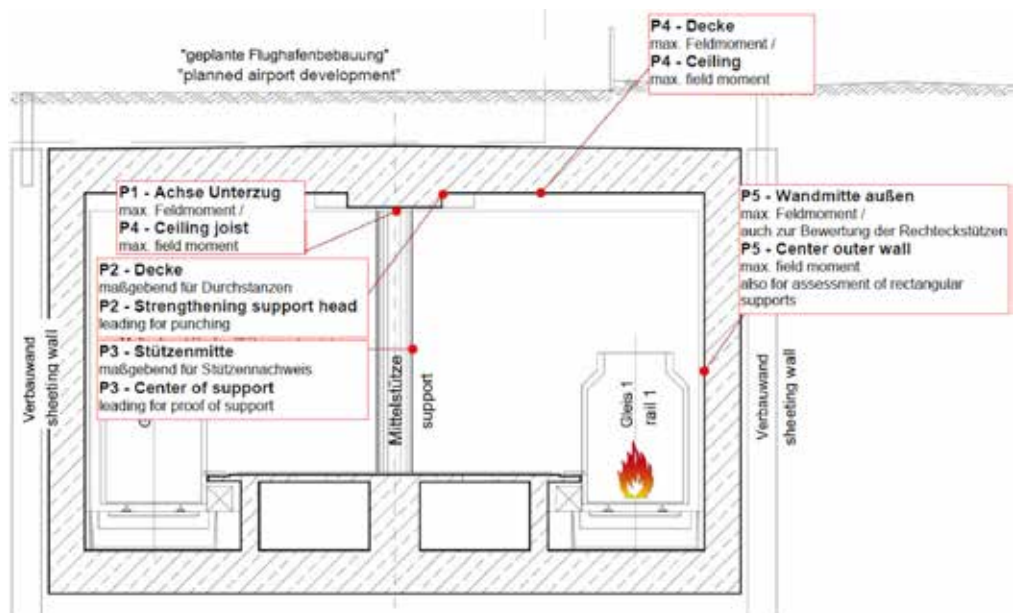 "geplante Flughafenbebauung"
"planned airport development"
P4 - Decke
max. Feldmoment /
P4 - Ceiling
max. field moment
P1 - Achse Unterzug
max. Feldmoment /
P4 - Ceiling joist
max. field moment
P2 - Decke
maßgebend für Durchstanzen
P2 - Strengthening support head
leading for punching
P3 - Stützenmitte
maßgebend für Stützennachweis
P3 - Center of support
leading for proof of support
P5 - Wandmitte außen
max. Feldmoment /
auch zur Bewertung der Rechteckstützen
P5 - Center outer wall
max. field moment
also for assessment of rectangular
supports
Verbauwand
sheeting wall
Mittelstütze
support
Gleis 1
rail 1
Verbauwand
sheeting wall